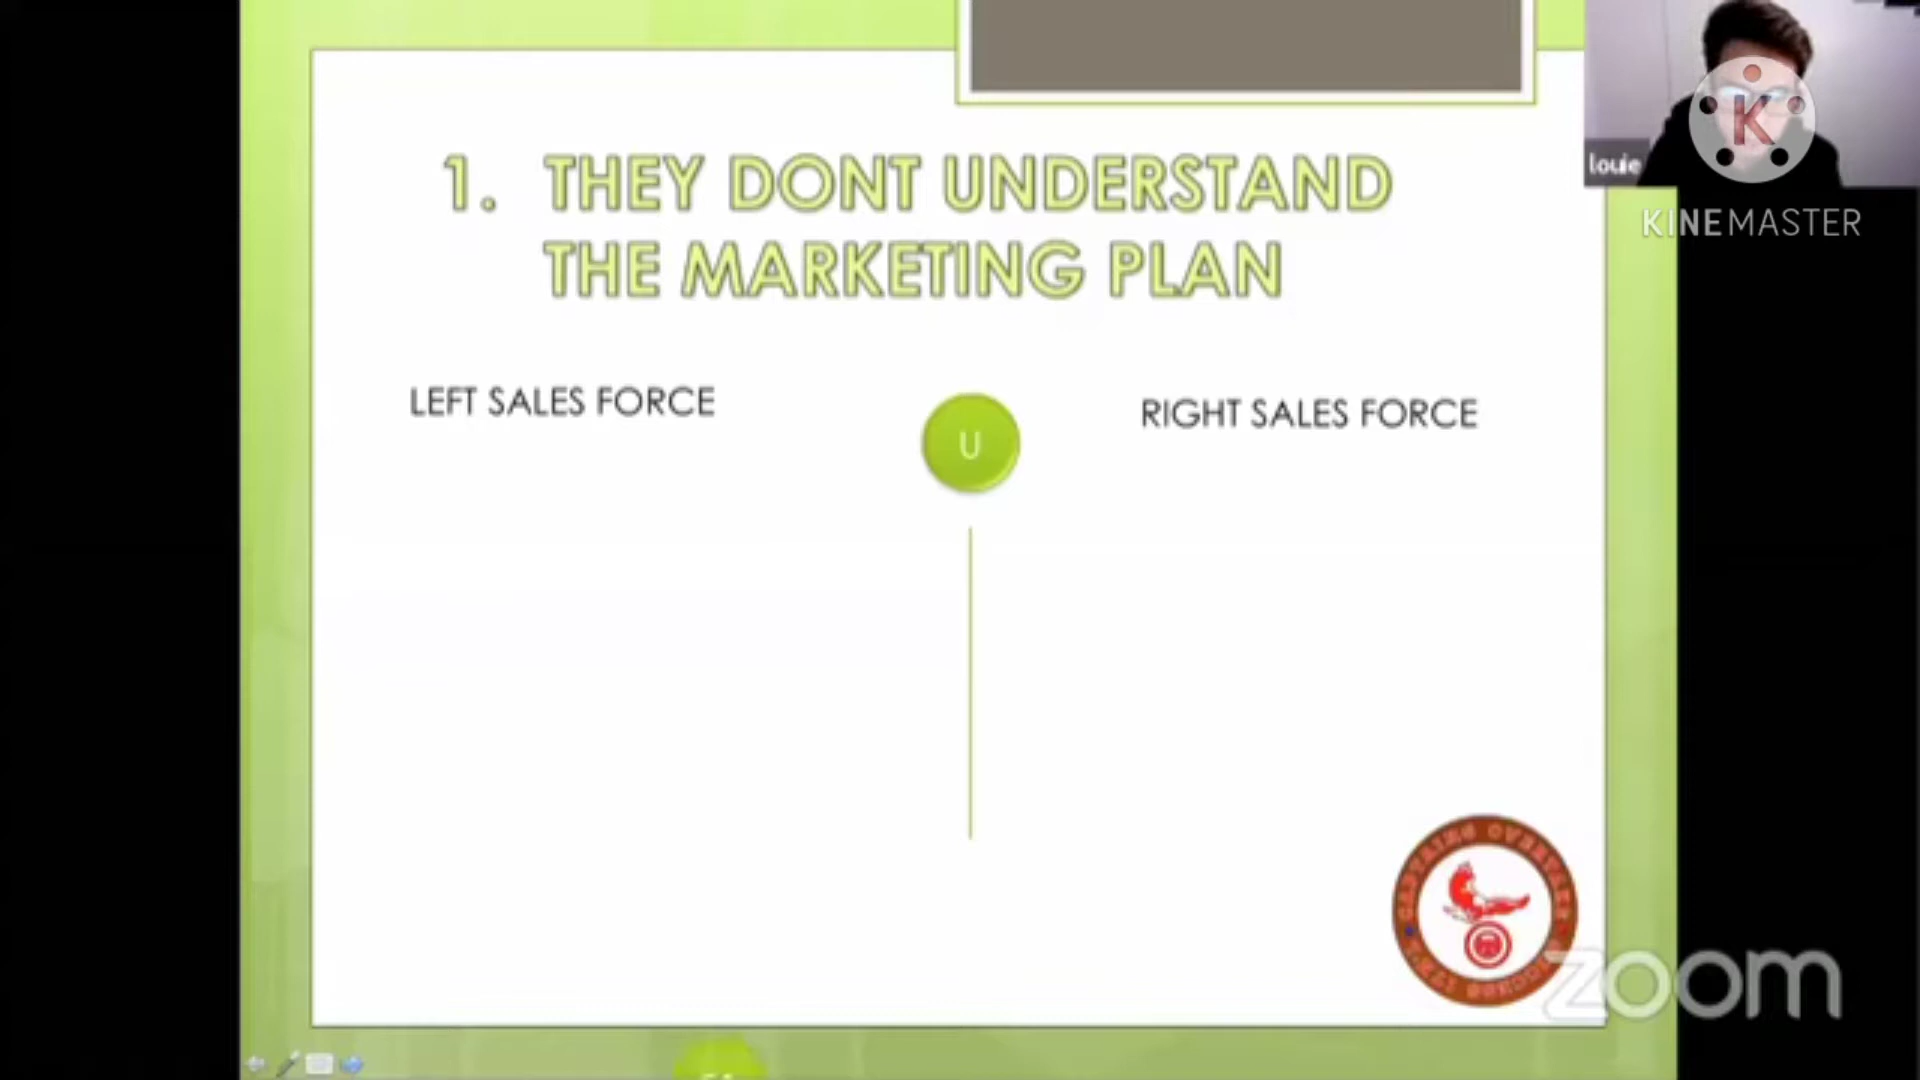 1. THEY DONT UNDERSTAND
THE MARKETING PLAN
LEFT SALES FORCE
U
RIGHT SALES FORCE
louie
K
KINEMASTER
zoom